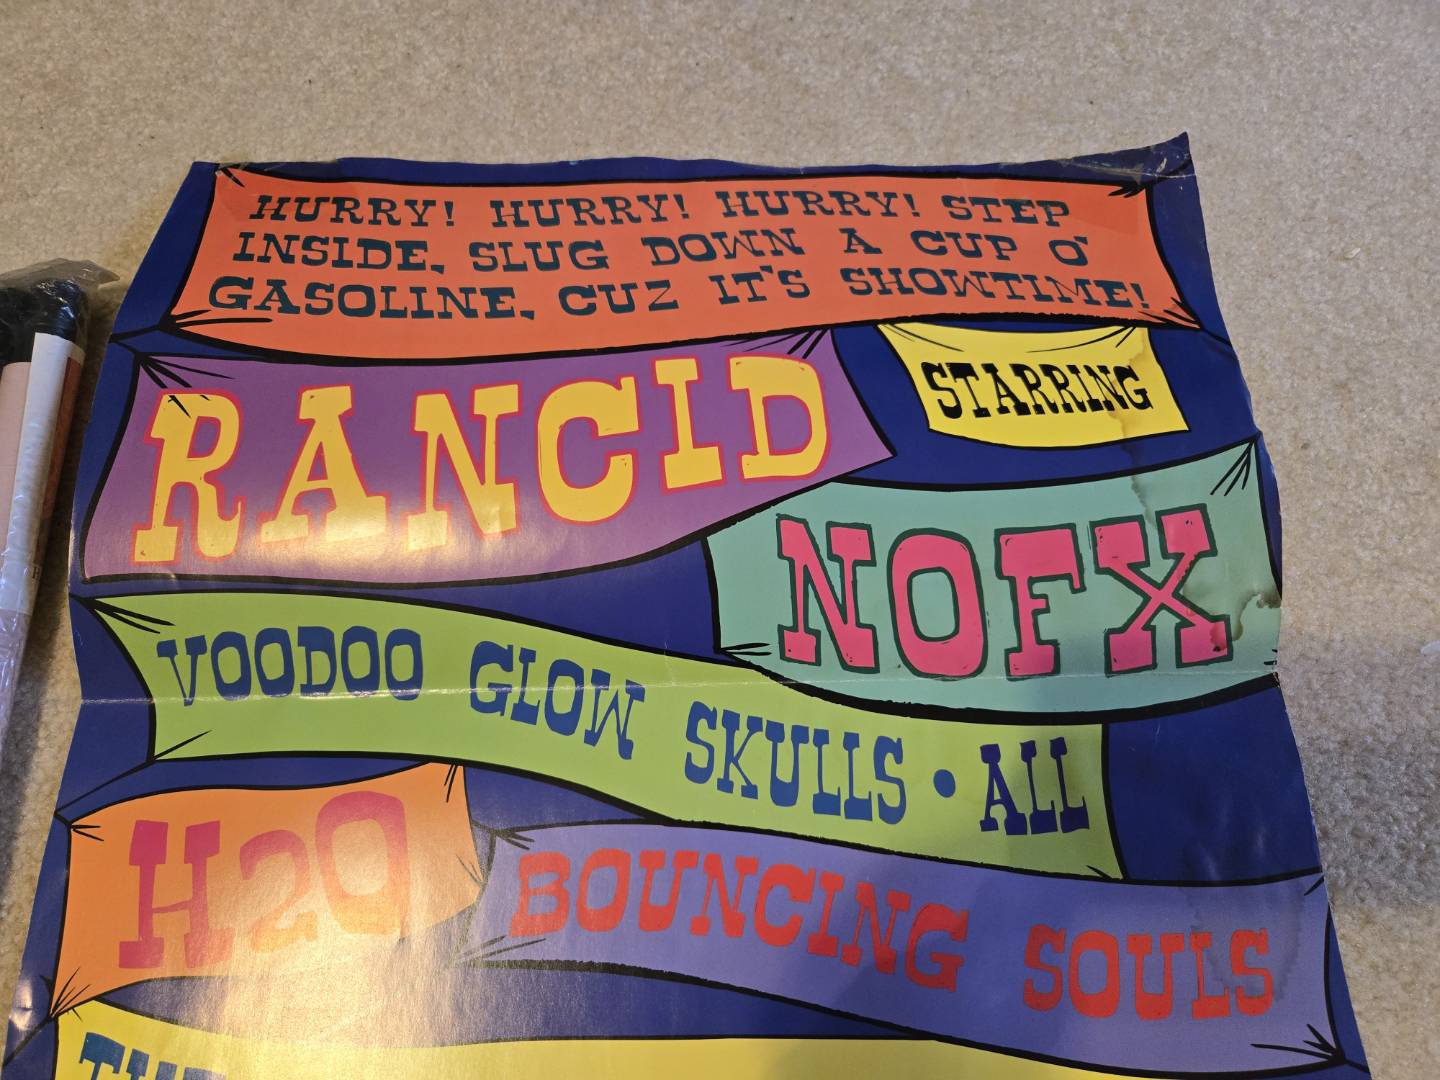 HURRY! HURRY! HURRY! STEP
INSIDE, SLUG DOWN A CUP O'
GASOLINE, CUZ IT'S SHOWTIME!
STARRING
RANCID
NOFX
VOODOO GLOW SKULLS • ALL
H2O
BOUNCING SOULS